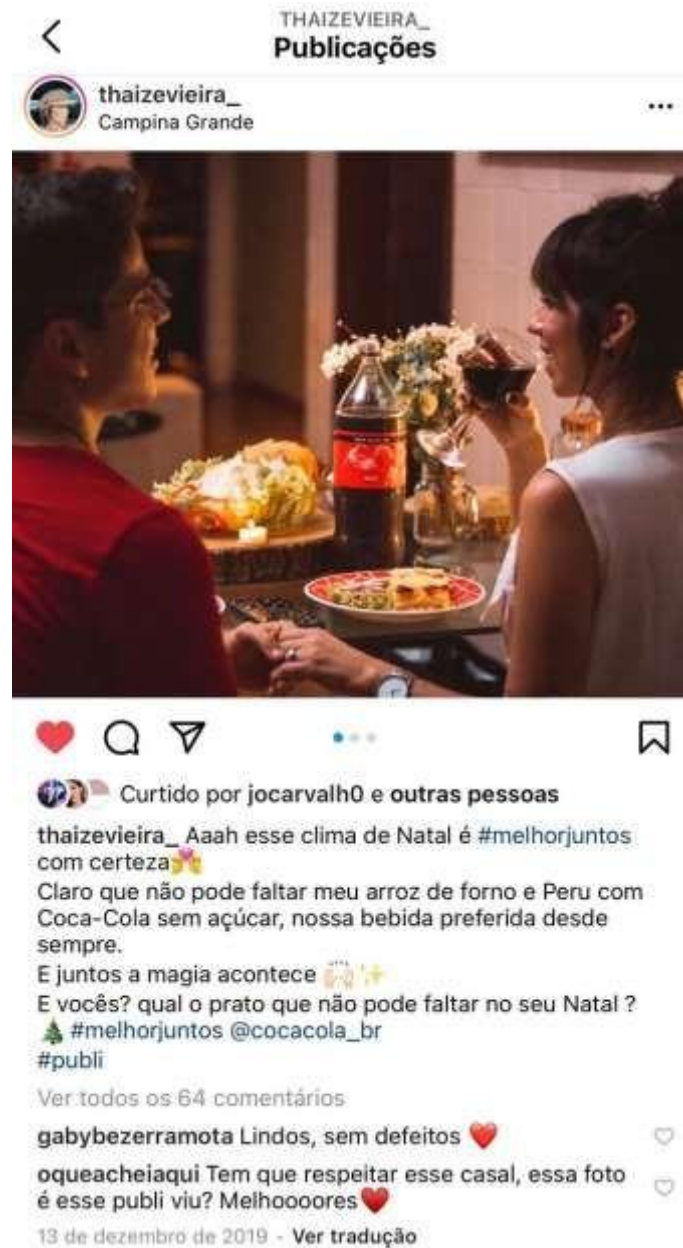 THAIZEVIEIRA_
Publicações
thaizevieira_
Campina Grande
Curtido por jocarvalh0 e outras pessoas
thaizevieira_ Aaah esse clima de Natal é #melhorjuntos
com certeza
Claro que não pode faltar meu arroz de forno e Peru com
Coca-Cola sem açúcar, nossa bebida preferida desde
sempre.
E juntos a magia acontece
E vocês? qual o prato que não pode faltar no seu Natal ?
#melhorjuntos @cocacola_br
#publi
Ver todos os 64 comentários
gabybezerramota Lindos, sem defeitos
oqueacheiaqui Tem que respeitar esse casal, essa foto
é esse publi viu? Melhoooores
13 de dezembro de 2019 - Ver tradução